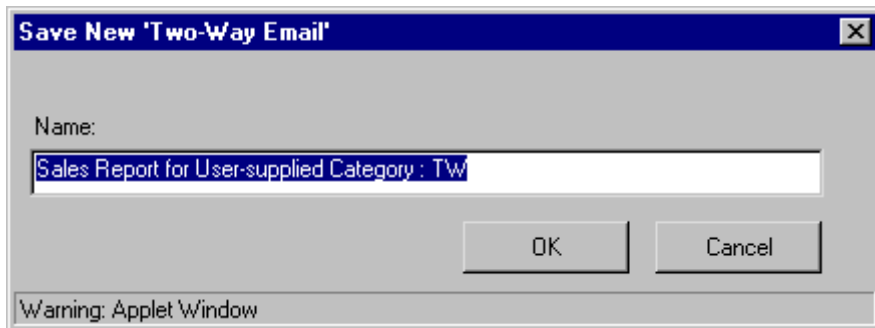 Save New 'Two-Way Email'
Name:
Sales Report for User-supplied Category : TW
OK Cancel
Warning: Applet Window